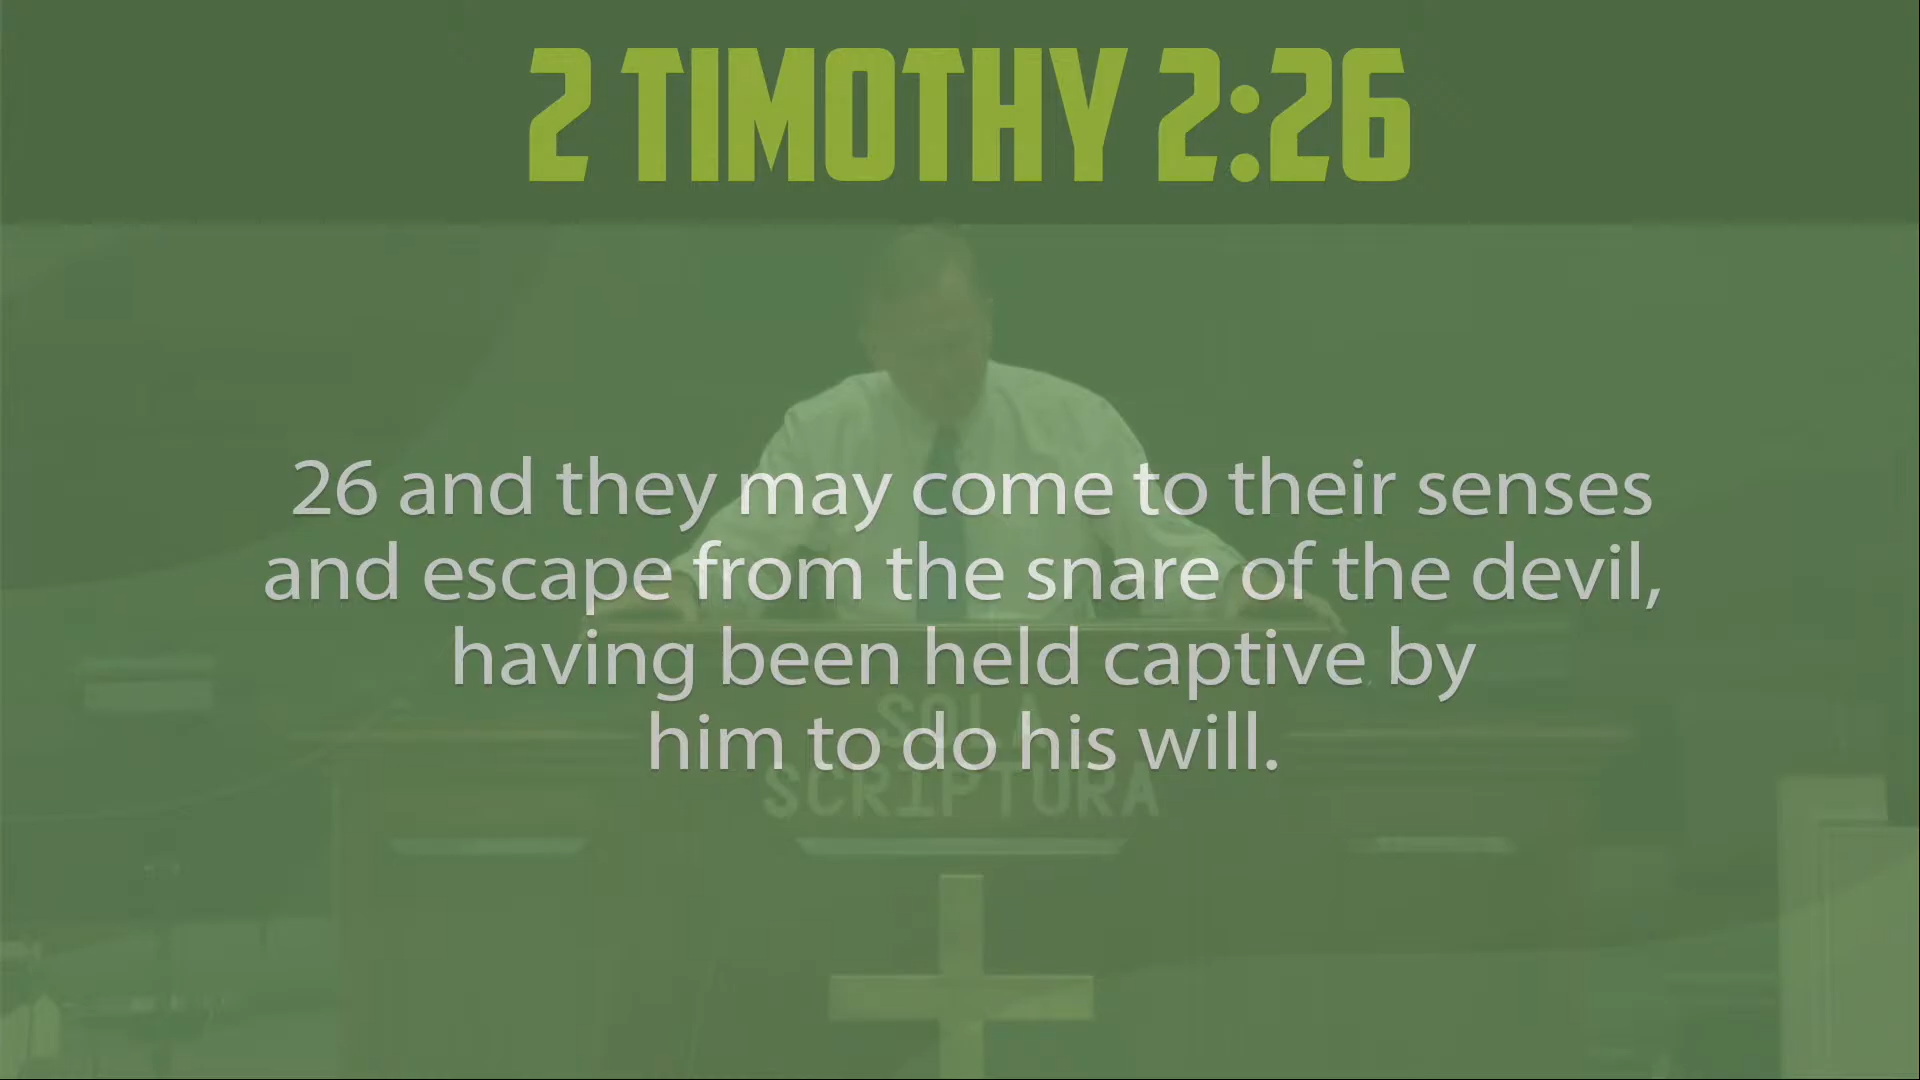 2 TIMOTHY 2:26
26 and they may come to their senses
and escape from the snare of the devil,
having been held captive by
him to do his will.
SOLA
SCRIPTURA